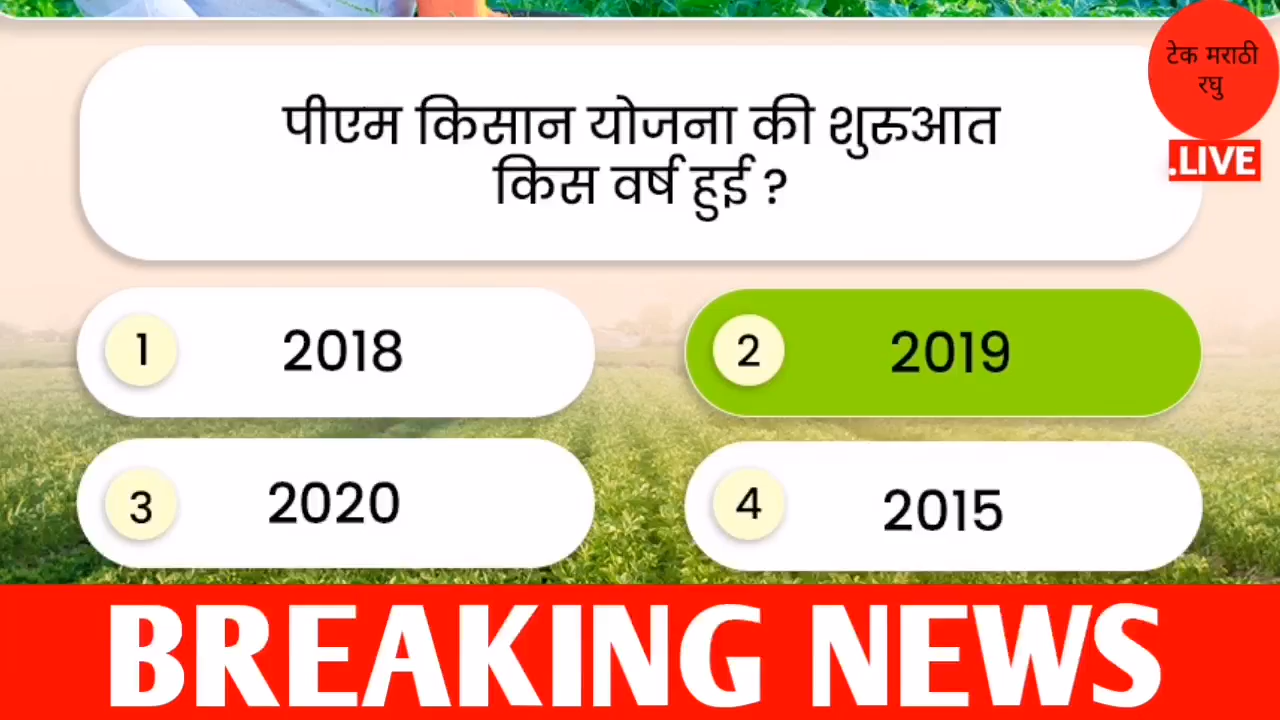 टेक मराठी
रघु
.LIVE
पीएम किसान योजना की शुरुआत
किस वर्ष हुई ?
1 2018
2 2019
3 2020
4 2015
BREAKING NEWS